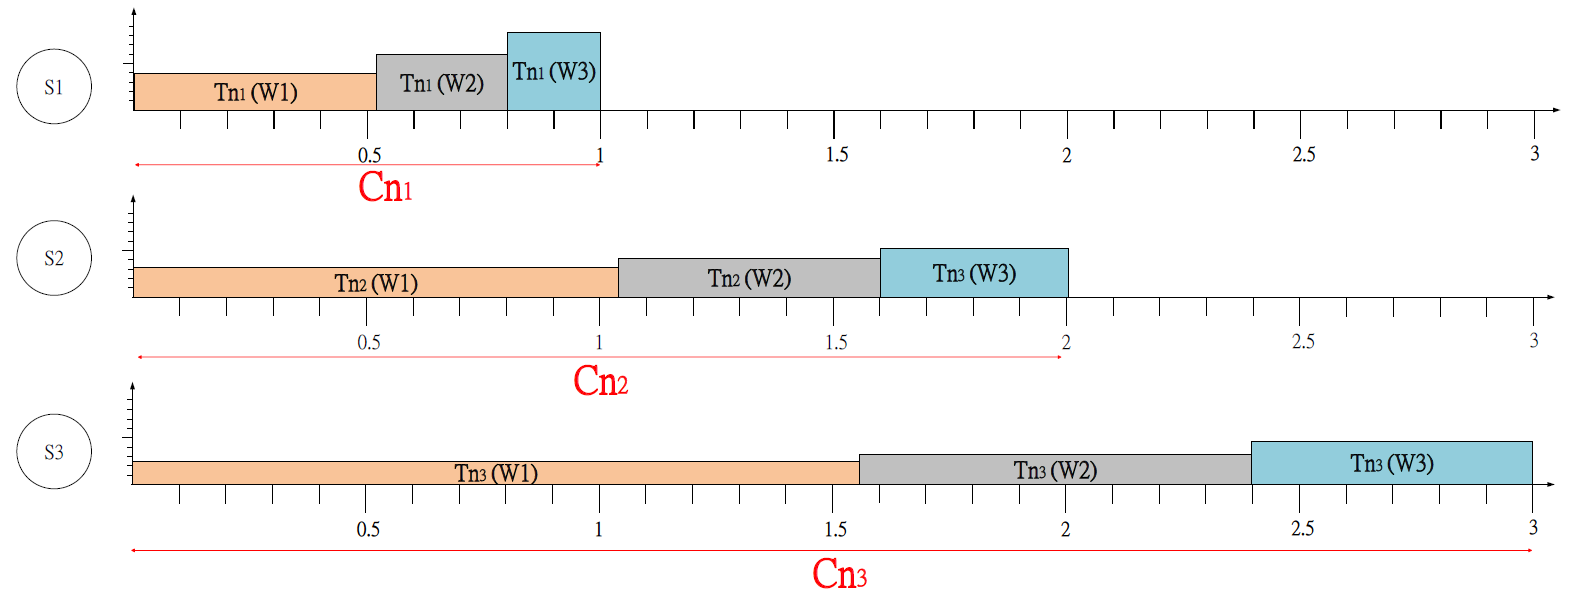 S1
Tn1 (W1)
Tn1 (W2)
Tn1 (W3)
0.5 1 1.5 2 2.5 3
Cn1
S2
Tn2 (W1)
Tn2 (W2)
Tn3 (W3)
0.5 1 1.5 2 2.5 3
Cn2
S3
Tn3 (W1)
Tn3 (W2)
Tn3 (W3)
0.5 1 1.5 2 2.5 3
Cn3